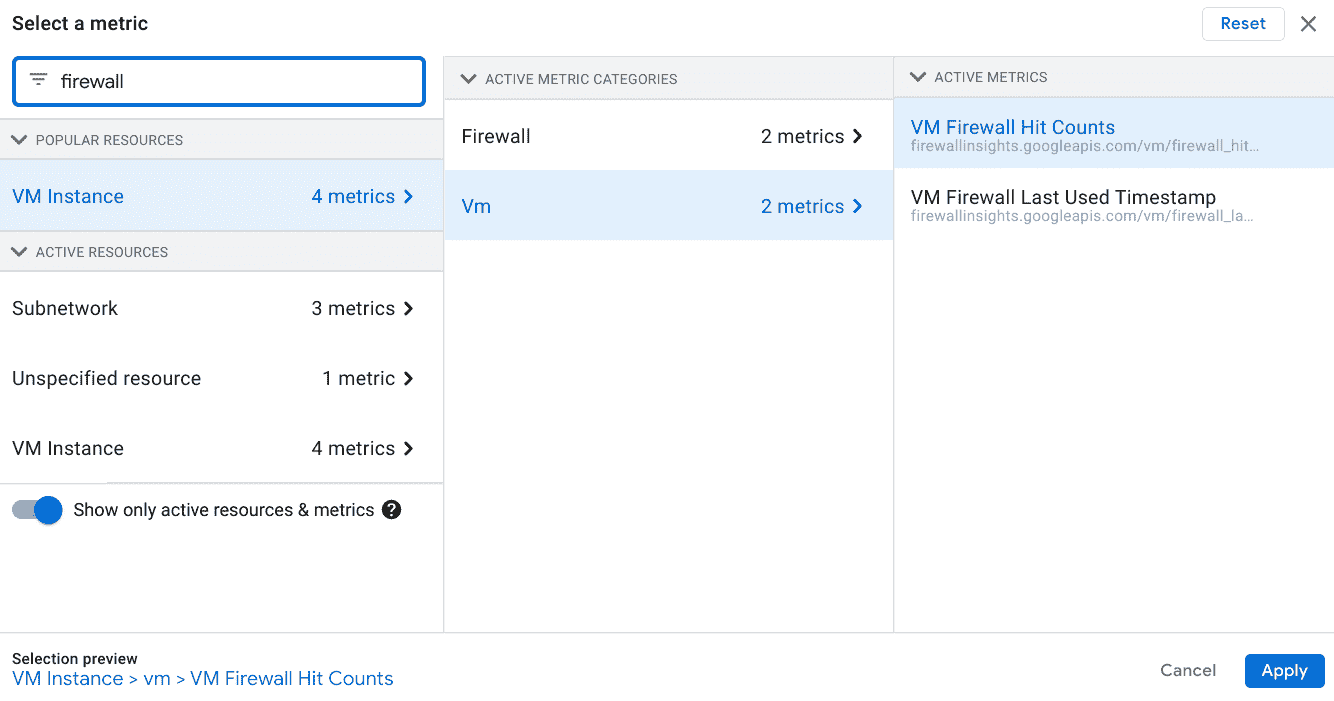 Select a metric
Reset
firewall
POPULAR RESOURCES
VM Instance 4 metrics
ACTIVE RESOURCES
Subnetwork 3 metrics
Unspecified resource 1 metric
VM Instance 4 metrics
Show only active resources & metrics ?
ACTIVE METRIC CATEGORIES
Firewall 2 metrics
Vm 2 metrics
ACTIVE METRICS
VM Firewall Hit Counts
firewallinsights.googleapis.com/vm/firewall_hit...
VM Firewall Last Used Timestamp
firewallinsights.googleapis.com/vm/firewall_la...
Selection preview
VM Instance > vm > VM Firewall Hit Counts
Cancel
Apply